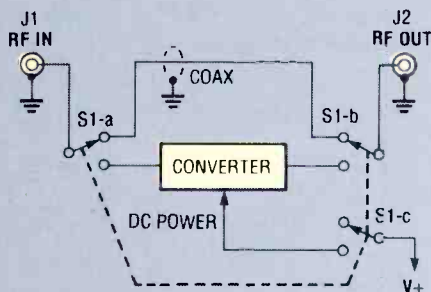 J1
RF IN
J2
RF OUT
COAX
S1-a
S1-b
CONVERTER
DC POWER
S1-c
V+